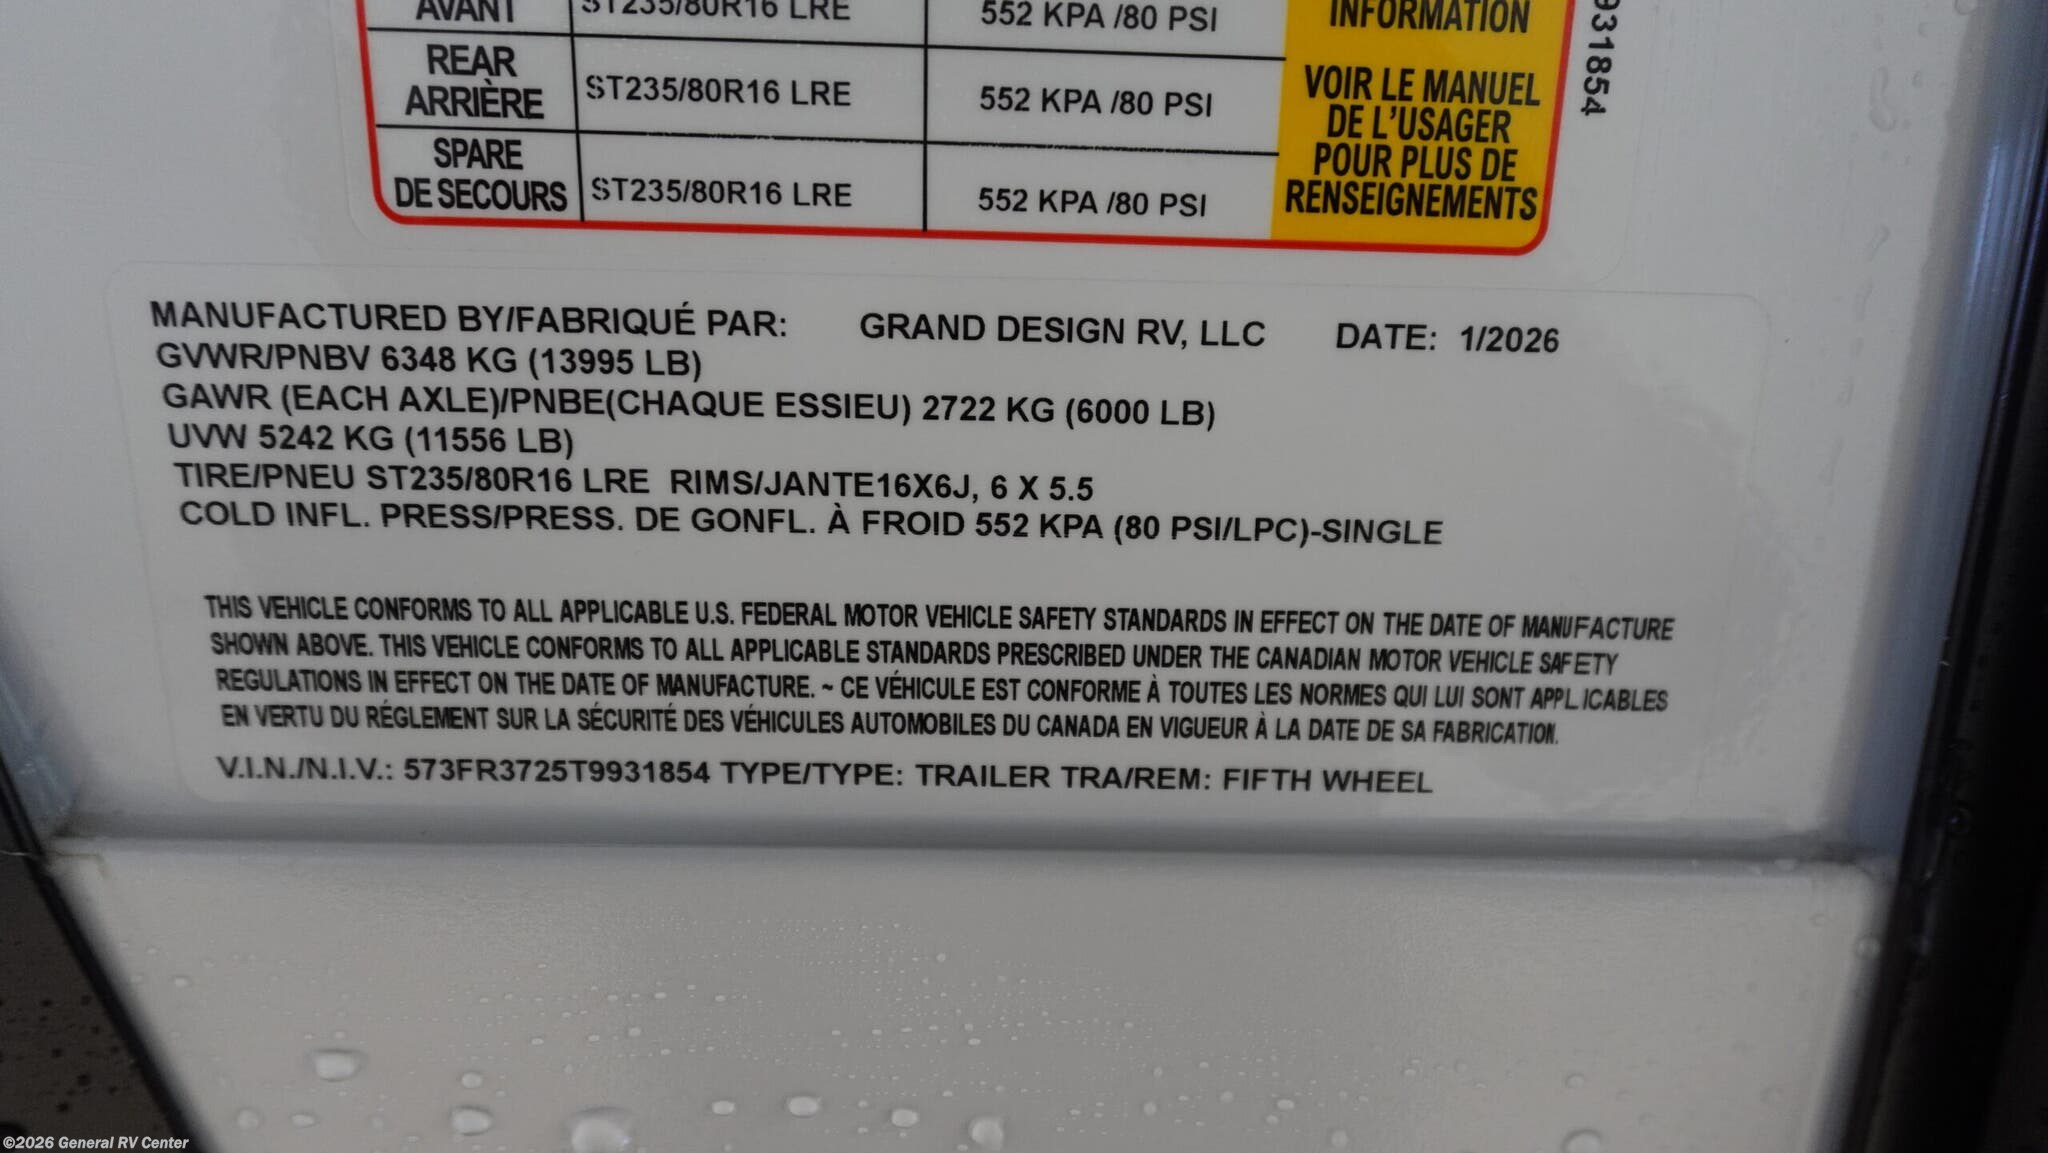 AVANT ST235/80R16 LRE 552 KPA /80 PSI
INFORMATION
REAR
ARRIÈRE
ST235/80R16 LRE 552 KPA /80 PSI
SPARE
DE SECOURS
ST235/80R16 LRE 552 KPA /80 PSI
VOIR LE MANUEL
DE L'USAGER
POUR PLUS DE
RENSEIGNEMENTS
931854
MANUFACTURED BY/FABRIQUÉ PAR: GRAND DESIGN RV, LLC DATE: 1/2026
GVWR/PNBV 6348 KG (13995 LB)
GAWR (EACH AXLE)/PNBE(CHAQUE ESSIEU) 2722 KG (6000 LB)
UVW 5242 KG (11556 LB)
TIRE/PNEU ST235/80R16 LRE RIMS/JANTE16X6J, 6 X 5.5
COLD INFL. PRESS/PRESS. DE GONFL. À FROID 552 KPA (80 PSI/LPC)-SINGLE
THIS VEHICLE CONFORMS TO ALL APPLICABLE U.S. FEDERAL MOTOR VEHICLE SAFETY STANDARDS IN EFFECT ON THE DATE OF MANUFACTURE
SHOWN ABOVE. THIS VEHICLE CONFORMS TO ALL APPLICABLE STANDARDS PRESCRIBED UNDER THE CANADIAN MOTOR VEHICLE SAFETY
REGULATIONS IN EFFECT ON THE DATE OF MANUFACTURE. ~ CE VÉHICULE EST CONFORME À TOUTES LES NORMES QUI LUI SONT APPLICABLES
EN VERTU DU RÉGLEMENT SUR LA SÉCURITÉ DES VÉHICULES AUTOMOBILES DU CANADA EN VIGUEUR À LA DATE DE SA FABRICATION.
V.I.N./N.I.V.: 573FR3725T9931854 TYPE/TYPE: TRAILER TRA/REM: FIFTH WHEEL
©2026 General RV Center